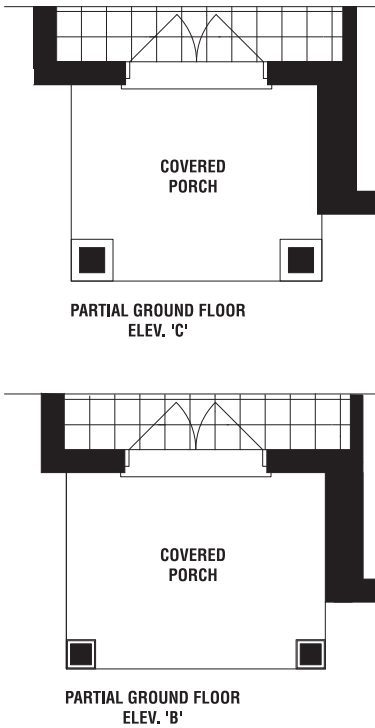 COVERED
PORCH
PARTIAL GROUND FLOOR
ELEV. 'C'
COVERED
PORCH
PARTIAL GROUND FLOOR
ELEV. 'B'